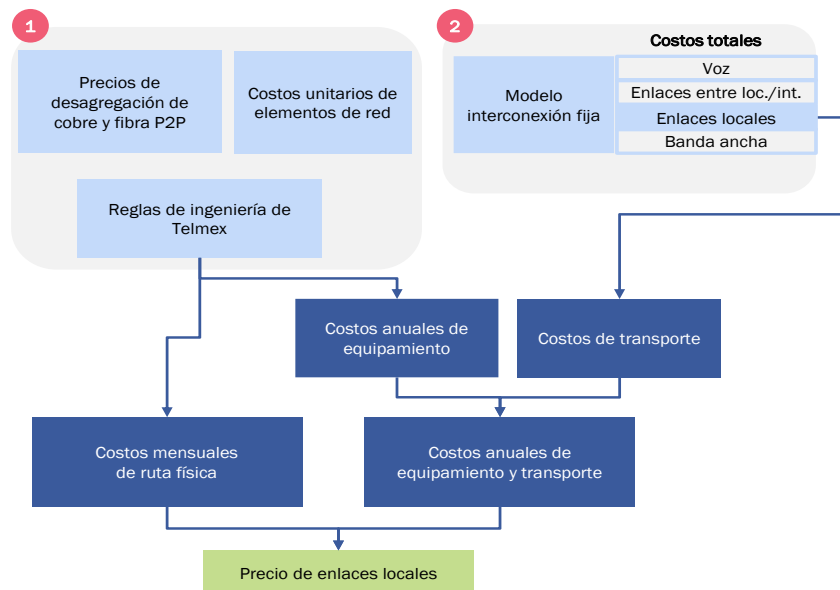 1
Precios de
desagregación de
cobre y fibra P2P
Costos unitarios de
elementos de red
Reglas de ingeniería de
Telmex
2
Costos totales
Modelo
interconexión fija
Voz
Enlaces entre loc./int.
Enlaces locales
Banda ancha
Costos anuales de
equipamiento
Costos de transporte
Costos mensuales
de ruta física
Costos anuales de
equipamiento y transporte
Precio de enlaces locales